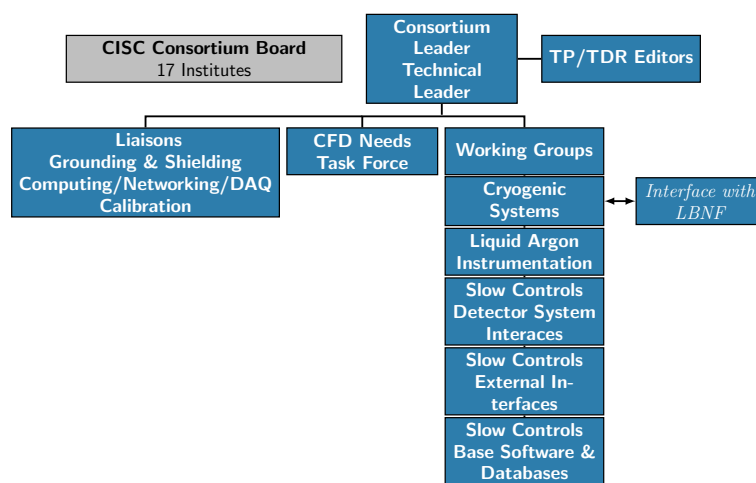 CISC Consortium Board
17 Institutes
Consortium
Leader
Technical
Leader
TP/TDR Editors
Liaisons
Grounding & Shielding
Computing/Networking/DAQ
Calibration
CFD Needs
Task Force
Working Groups
Cryogenic
Systems
Interface with
LBNF
Liquid Argon
Instrumentation
Slow Controls
Detector System
Interaces
Slow Controls
External In-
terfaces
Slow Controls
Base Software &
Databases